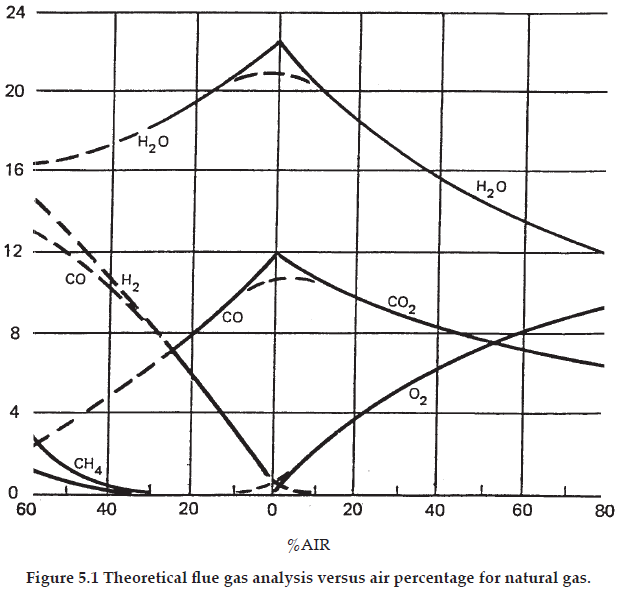 24
20
H₂O
16
H₂O
12
CO
H₂
CO₂
CO
8
O₂
4
CH₄
0
60 40 20 0 20 40 60 80
%AIR
Figure 5.1 Theoretical flue gas analysis versus air percentage for natural gas.